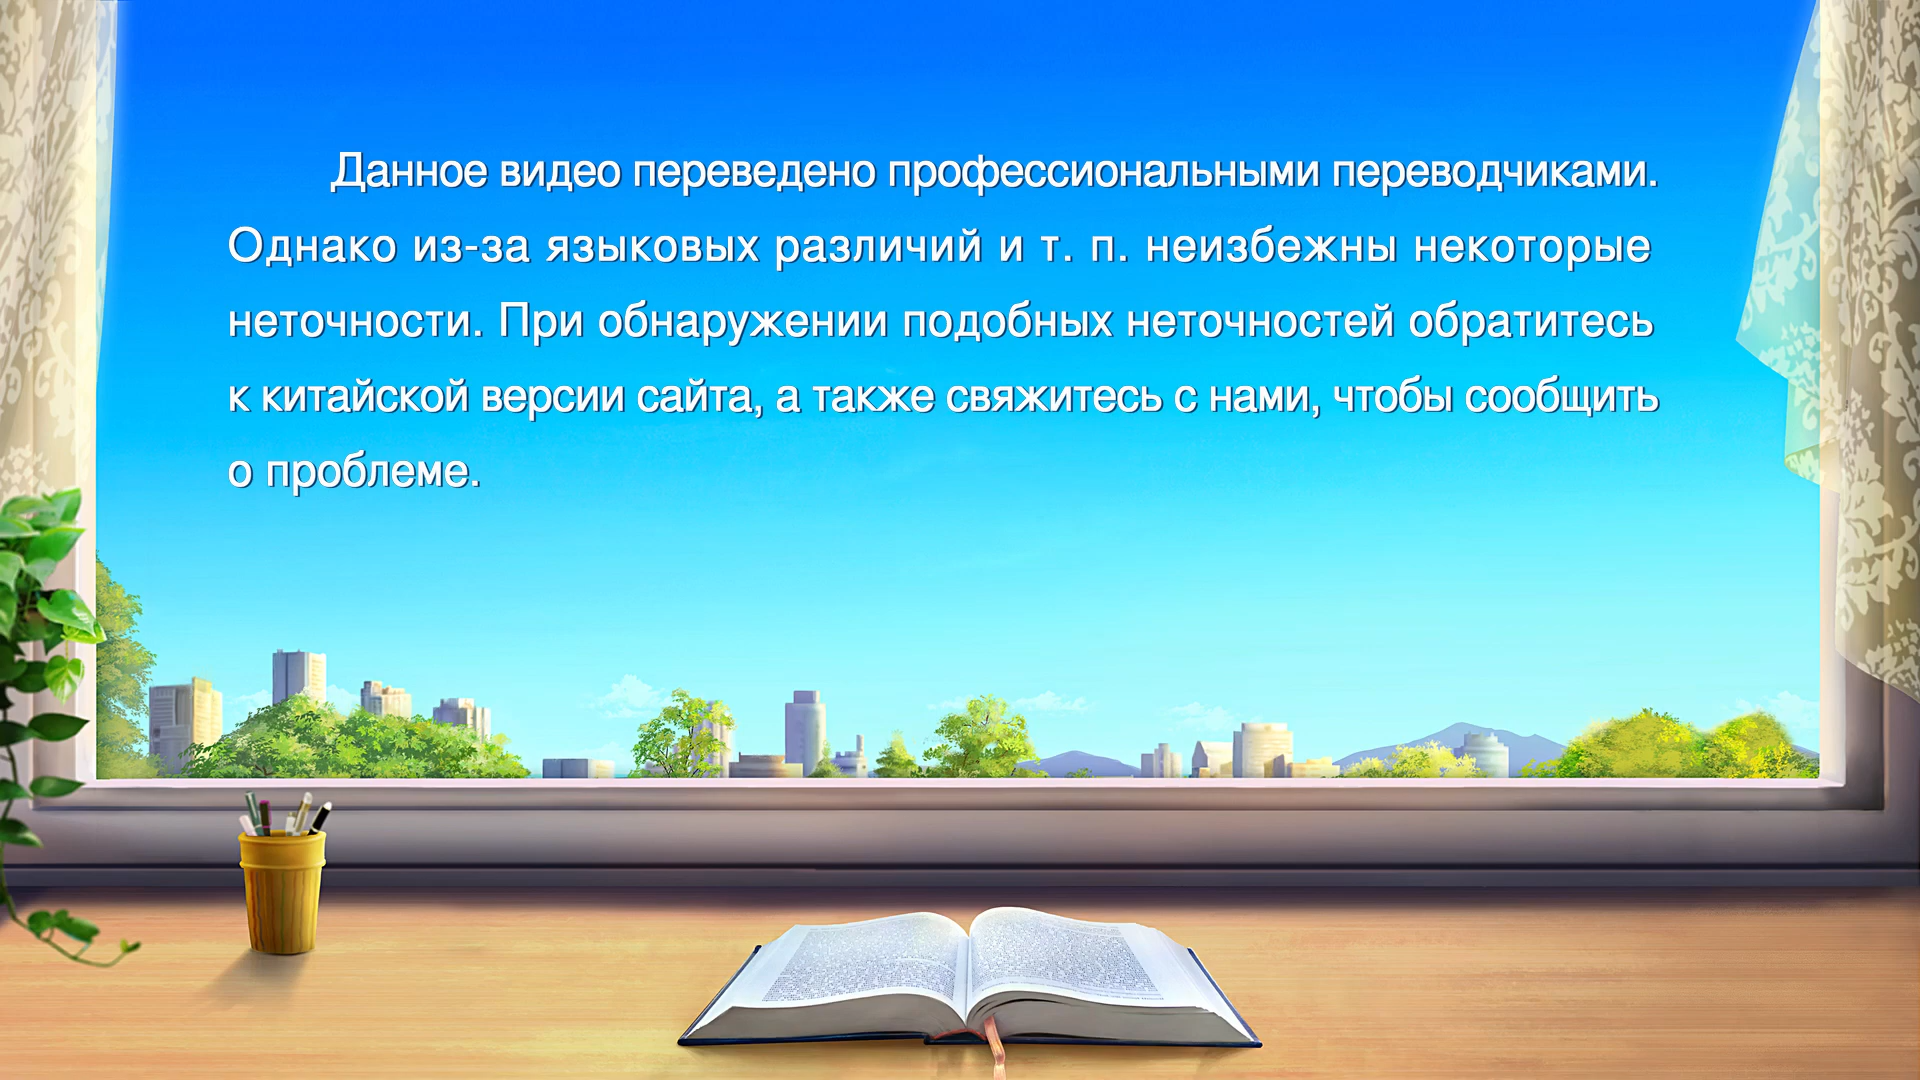 Данное видео переведено профессиональными переводчиками.
Однако из-за языковых различий и т. п. неизбежны некоторые
неточности. При обнаружении подобных неточностей обратитесь
к китайской версии сайта, а также свяжитесь с нами, чтобы сообщить
о проблеме.